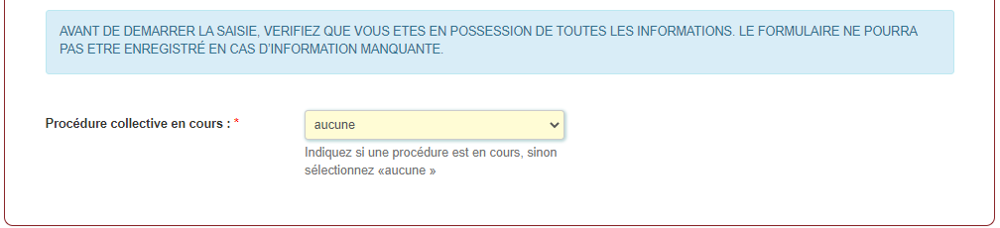 AVANT DE DEMARRER LA SAISIE, VERIFIEZ QUE VOUS ETES EN POSSESSION DE TOUTES LES INFORMATIONS. LE FORMULAIRE NE POURRA
PAS ETRE ENREGISTRÉ EN CAS D'INFORMATION MANQUANTE.
Procédure collective en cours : *
aucune
Indiquez si une procédure est en cours, sinon
sélectionnez «aucune »